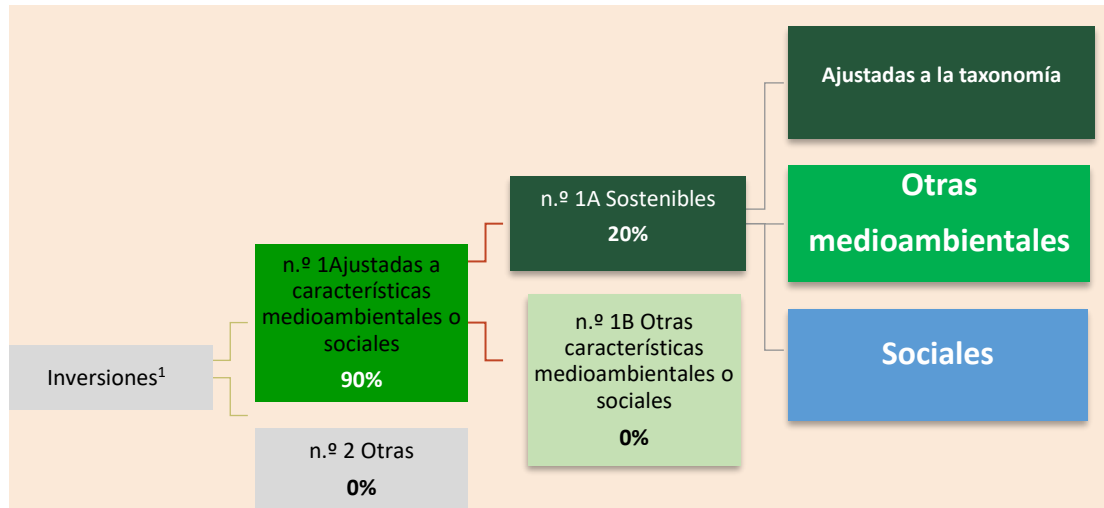 Inversiones1
n.º 1Ajustadas a
características
medioambientales o
sociales
90%
n.º 2 Otras
0%
n.º 1A Sostenibles
20%
n.º 1B Otras
características
medioambientales o
sociales
0%
Ajustadas a la taxonomía
Otras
medioambientales
Sociales